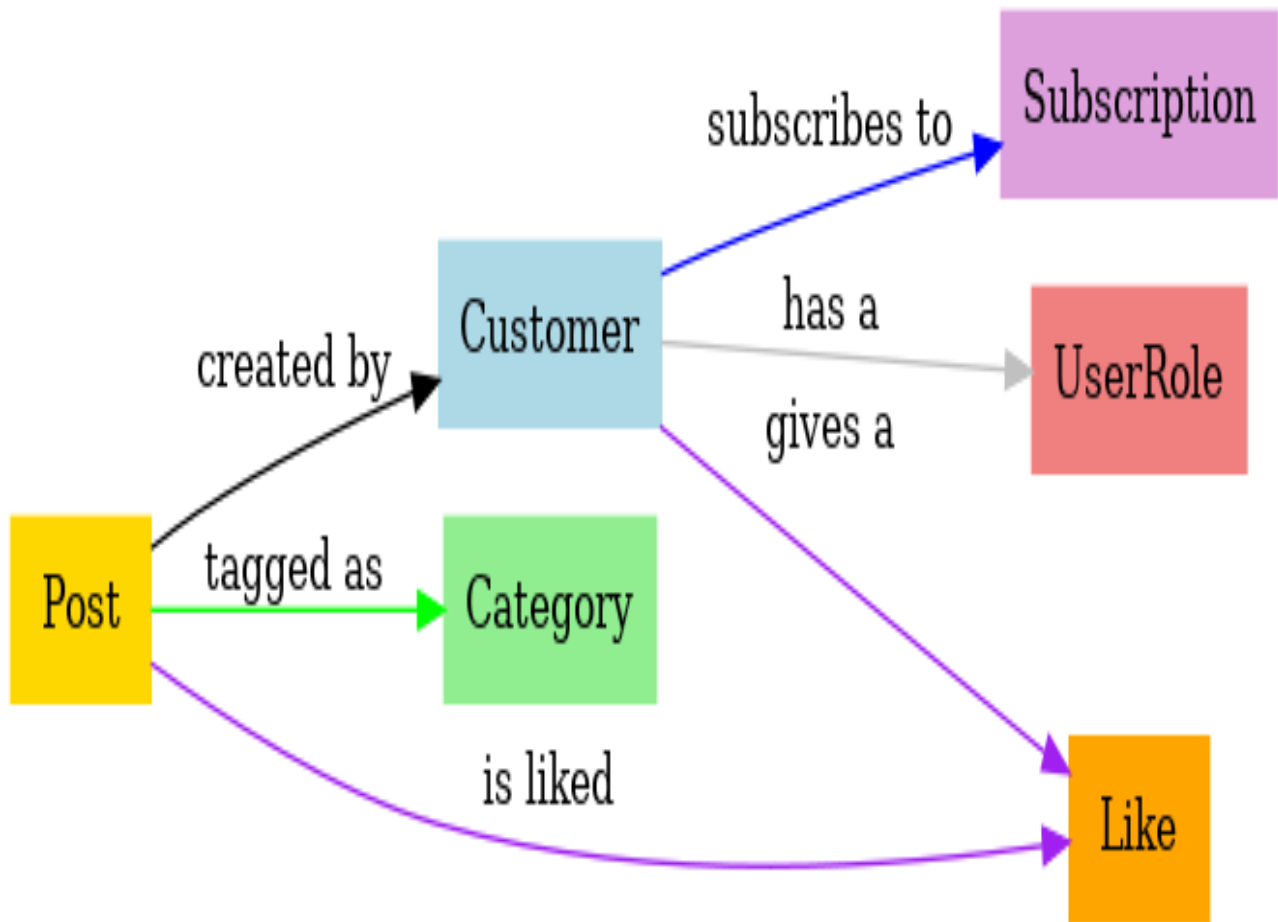 Subscription
subscribes to
Customer
has a
UserRole
created by
gives a
tagged as
Post
Category
is liked
Like